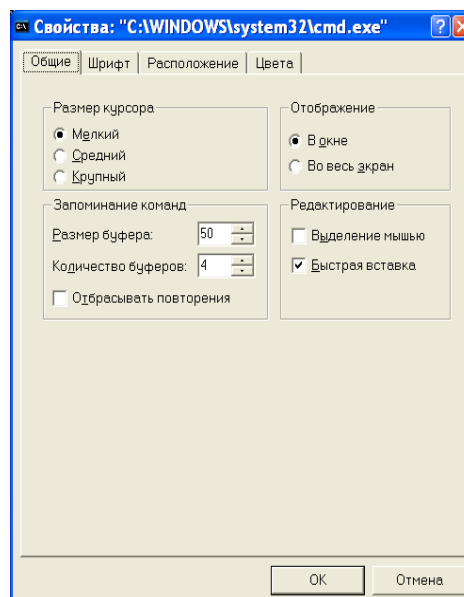 Свойства: "C:\WINDOWS\system32\cmd.exe"
Общие Шрифт Расположение Цвета
Размер курсора
Мелкий
Средний
Крупный
Отображение
В окне
Во весь экран
Запоминание команд
Размер буфера: 50
Количество буферов: 4
Отбрасывать повторения
Редактирование
Выделение мышью
Быстрая вставка
OK Отмена